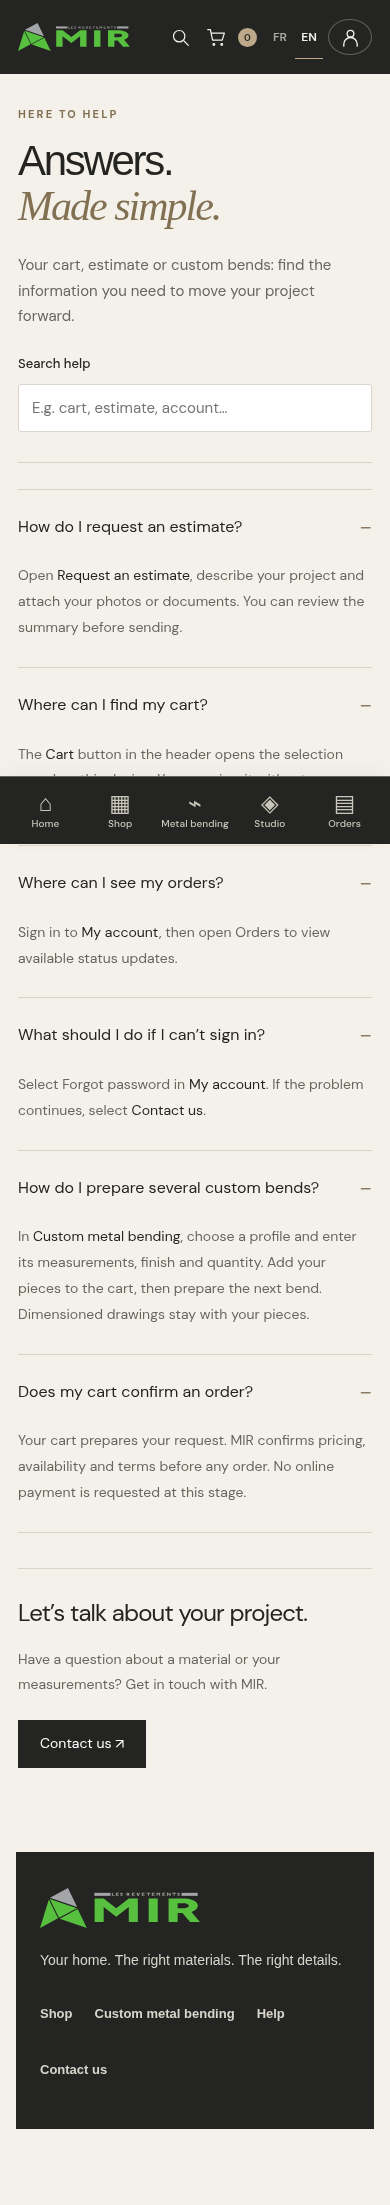 LES REVÊTEMENTS
MIR
0
FR
EN
HERE TO HELP
Answers.
Made simple.
Your cart, estimate or custom bends: find the
information you need to move your project
forward.
Search help
E.g. cart, estimate, account…
How do I request an estimate?
Open Request an estimate, describe your project and
attach your photos or documents. You can review the
summary before sending.
Where can I find my cart?
The Cart button in the header opens the selection
Home
Shop
Metal bending
Studio
Orders
Where can I see my orders?
Sign in to My account, then open Orders to view
available status updates.
What should I do if I can’t sign in?
Select Forgot password in My account. If the problem
continues, select Contact us.
How do I prepare several custom bends?
In Custom metal bending, choose a profile and enter
its measurements, finish and quantity. Add your
pieces to the cart, then prepare the next bend.
Dimensioned drawings stay with your pieces.
Does my cart confirm an order?
Your cart prepares your request. MIR confirms pricing,
availability and terms before any order. No online
payment is requested at this stage.
Let’s talk about your project.
Have a question about a material or your
measurements? Get in touch with MIR.
Contact us ↗
LES REVÊTEMENTS
MIR
Your home. The right materials. The right details.
Shop
Custom metal bending
Help
Contact us